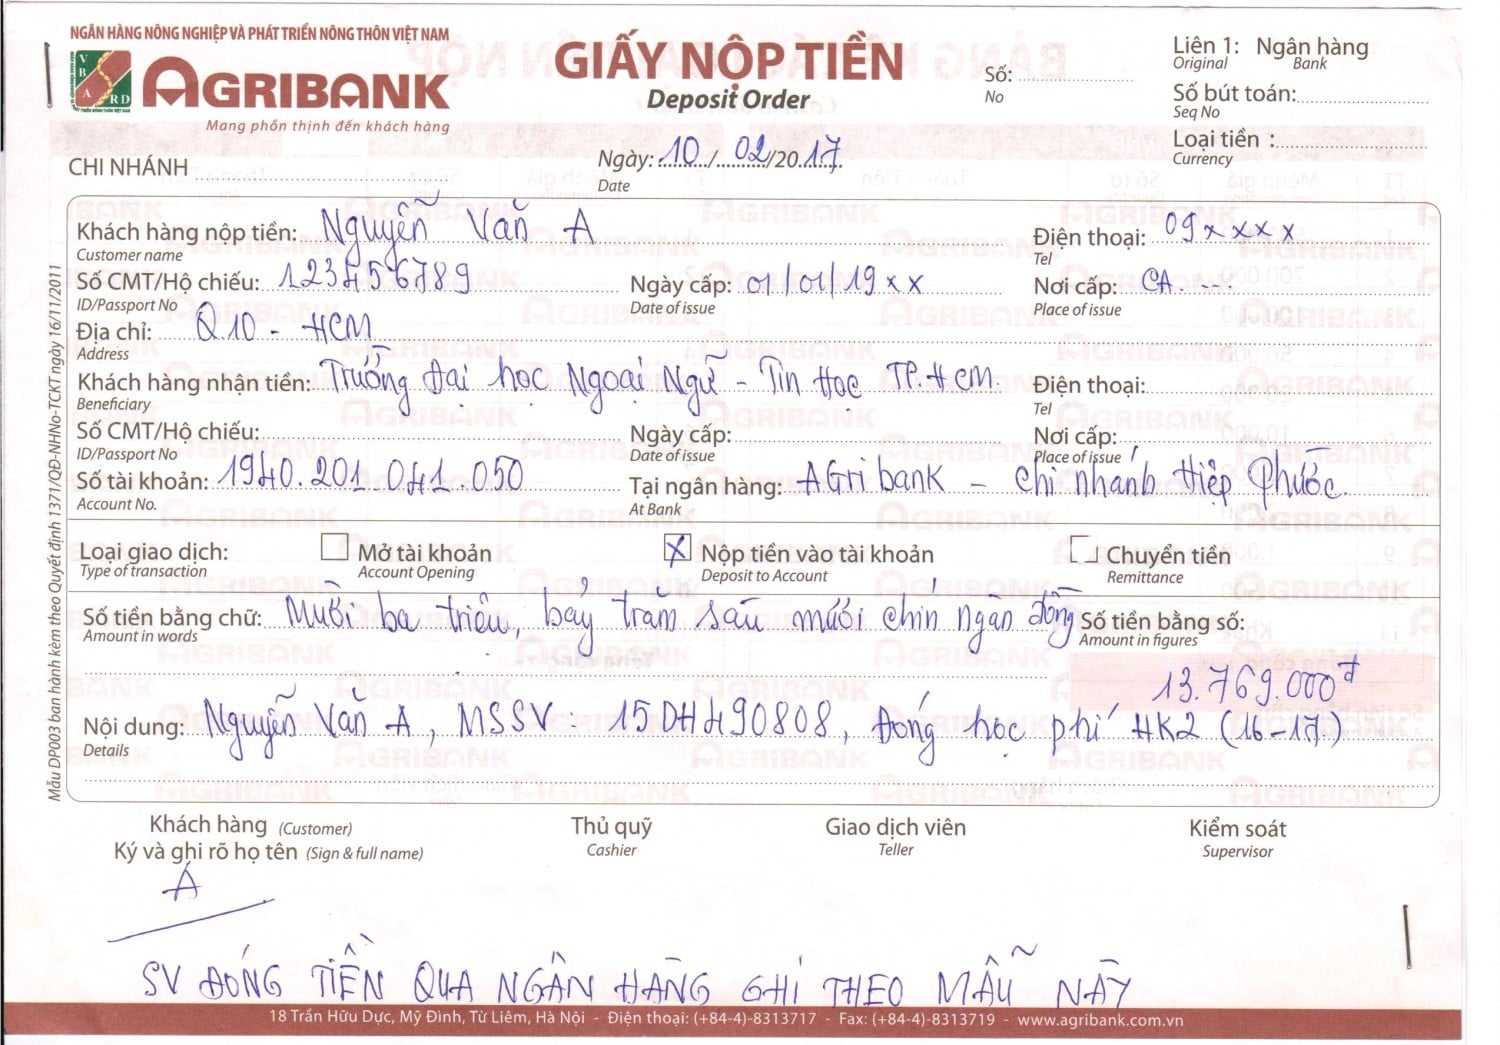 NGÂN HÀNG NÔNG NGHIỆP VÀ PHÁT TRIỂN NÔNG THÔN VIỆT NAM
VBARD AGRIBANK
Mang phồn thịnh đến khách hàng
GIẤY NỘP TIỀN
Deposit Order
Số:
No
Liên 1: Ngân hàng
Original Bank
Số bút toán:
Seq No
Loại tiền :
Currency
CHI NHÁNH
Ngày: 10 / 02 /20 17
Date
Khách hàng nộp tiền: Nguyễn Văn A Điện thoại: 09xxxx
Customer name Tel
Số CMT/Hộ chiếu: 123456789 Ngày cấp: 01/01/19xx Nơi cấp: CA....
ID/Passport No Date of issue Place of issue
Địa chỉ: Q10 - HCM
Address
Khách hàng nhận tiền: Trường Đại học Ngoại Ngữ - Tin Học TP.HCM. Điện thoại:
Beneficiary Tel
Số CMT/Hộ chiếu: Ngày cấp: Nơi cấp:
ID/Passport No Date of issue Place of issue
Số tài khoản: 1940.201.041.050 Tại ngân hàng: AGribank - Chi nhánh Hiệp Phước.
Account No. At Bank
Loại giao dịch: Mở tài khoản X Nộp tiền vào tài khoản Chuyển tiền
Type of transaction Account Opening Deposit to Account Remittance
Số tiền bằng chữ: Mười ba triệu, bảy trăm sáu mươi chín ngàn đồng Số tiền bằng số:
Amount in words Amount in figures
13.769.000đ
Nội dung: Nguyễn Văn A, MSSV: 15DH490808, Đóng học phí HK2 (16-17)
Details
Mẫu DP003 ban hành kèm theo Quyết định 1371/QĐ-NHNo-TCKT ngày 16/11/2011
Khách hàng (Customer) Thủ quỹ Giao dịch viên Kiểm soát
Ký và ghi rõ họ tên (Sign & full name) Cashier Teller Supervisor
A
SV ĐÓNG TIỀN QUA NGÂN HÀNG GHI THEO MẪU NÀY
18 Trần Hữu Dực, Mỹ Đình, Từ Liêm, Hà Nội - Điện thoại: (+84-4)-8313717 - Fax: (+84-4)-8313719 - www.agribank.com.vn